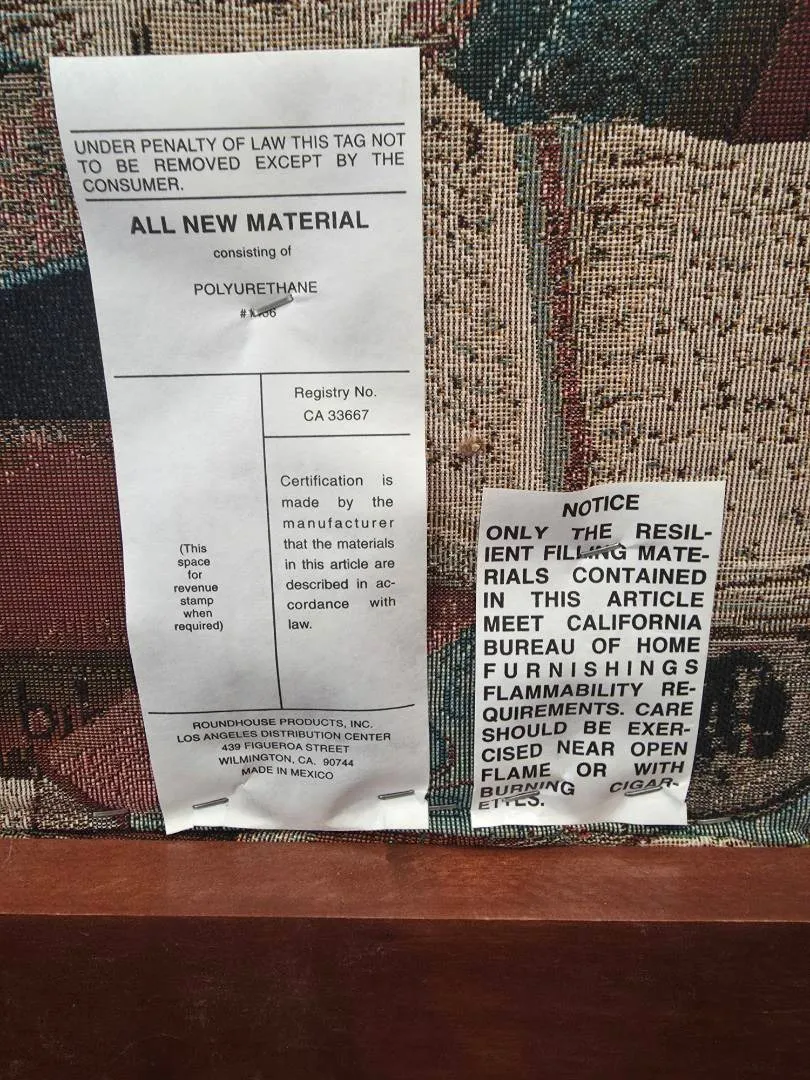 UNDER PENALTY OF LAW THIS TAG NOT
TO BE REMOVED EXCEPT BY THE
CONSUMER.
ALL NEW MATERIAL
consisting of
POLYURETHANE
Registry No.
CA 33667
Certification is
made by the
manufacturer
that the materials
in this article are
described in ac-
cordance with
law.
(This
space
for
revenue
stamp
when
required)
ROUNDHOUSE PRODUCTS, INC.
LOS ANGELES DISTRIBUTION CENTER
439 FIGUEROA STREET
WILMINGTON, CA. 90744
MADE IN MEXICO
NOTICE
ONLY THE RESIL-
IENT FILLING MATE-
RIALS CONTAINED
IN THIS ARTICLE
MEET CALIFORNIA
BUREAU OF HOME
FURNISHINGS
FLAMMABILITY RE-
QUIREMENTS. CARE
SHOULD BE EXER-
CISED NEAR OPEN
FLAME OR WITH
BURNING CIGAR-
ETTES.